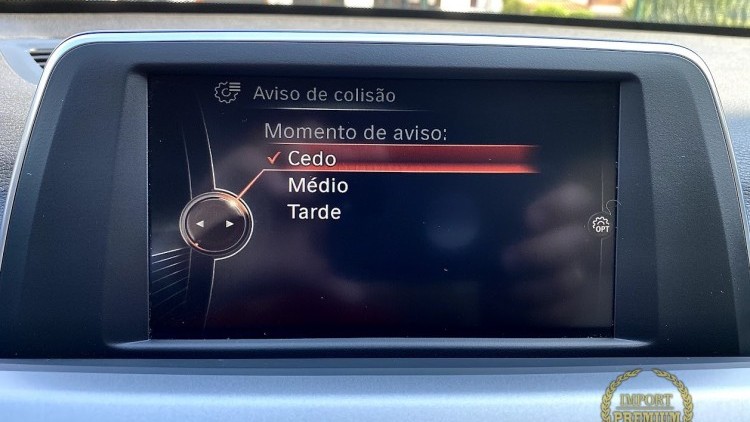 Aviso de colisão
Momento de aviso:
✓ Cedo
Médio
Tarde
OPT
IMPORT
PREMIUM